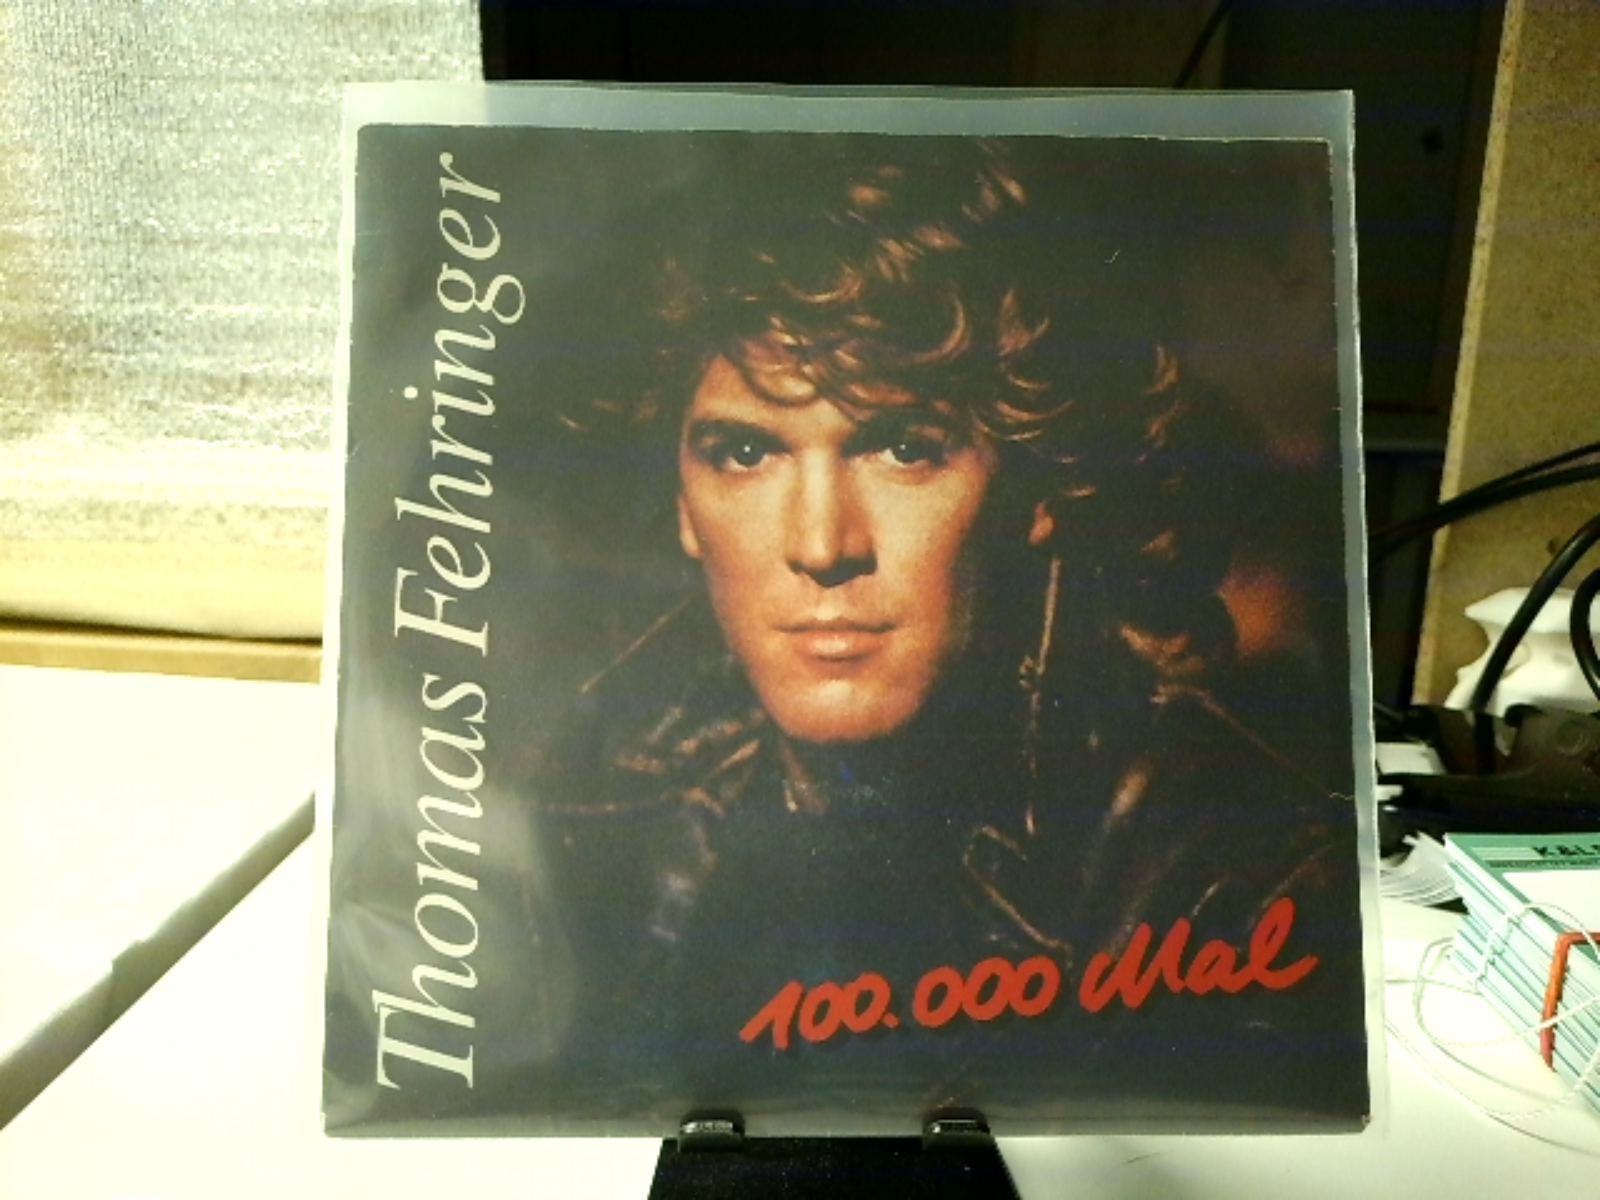 Thomas Fehringer
100.000 Mal